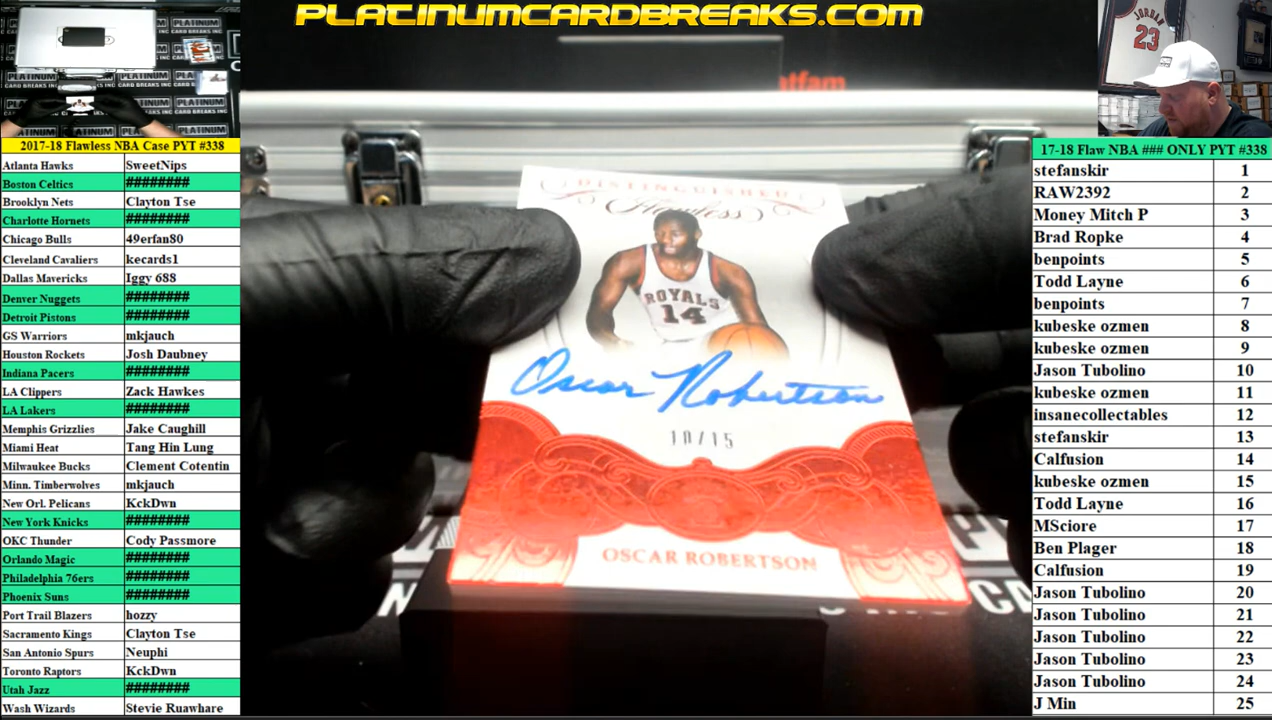 PLATINUMCARDBREAKS.COM
JORDAN
23
2017-18 Flawless NBA Case PYT #338
Atlanta Hawks SweetNips
Boston Celtics ########
Brooklyn Nets Clayton Tse
Charlotte Hornets ########
Chicago Bulls 49erfan80
Cleveland Cavaliers kecards1
Dallas Mavericks Iggy 688
Denver Nuggets ########
Detroit Pistons ########
GS Warriors mkjauch
Houston Rockets Josh Daubney
Indiana Pacers ########
LA Clippers Zack Hawkes
LA Lakers ########
Memphis Grizzlies Jake Caughill
Miami Heat Tang Hin Lung
Milwaukee Bucks Clement Cotentin
Minn. Timberwolves mkjauch
New Orl. Pelicans KckDwn
New York Knicks ########
OKC Thunder Cody Passmore
Orlando Magic ########
Philadelphia 76ers ########
Phoenix Suns ########
Port Trail Blazers hozzy
Sacramento Kings Clayton Tse
San Antonio Spurs Neuphi
Toronto Raptors KckDwn
Utah Jazz ########
Wash Wizards Stevie Ruawhare
DISTINGUISHED
Flawless
ROYALS
14
Oscar Robertson
10/15
OSCAR ROBERTSON
17-18 Flaw NBA ### ONLY PYT #338
stefanskir 1
RAW2392 2
Money Mitch P 3
Brad Ropke 4
benpoints 5
Todd Layne 6
benpoints 7
kubeske ozmen 8
kubeske ozmen 9
Jason Tubolino 10
kubeske ozmen 11
insanecollectables 12
stefanskir 13
Calfusion 14
kubeske ozmen 15
Todd Layne 16
MSciore 17
Ben Plager 18
Calfusion 19
Jason Tubolino 20
Jason Tubolino 21
Jason Tubolino 22
Jason Tubolino 23
Jason Tubolino 24
J Min 25